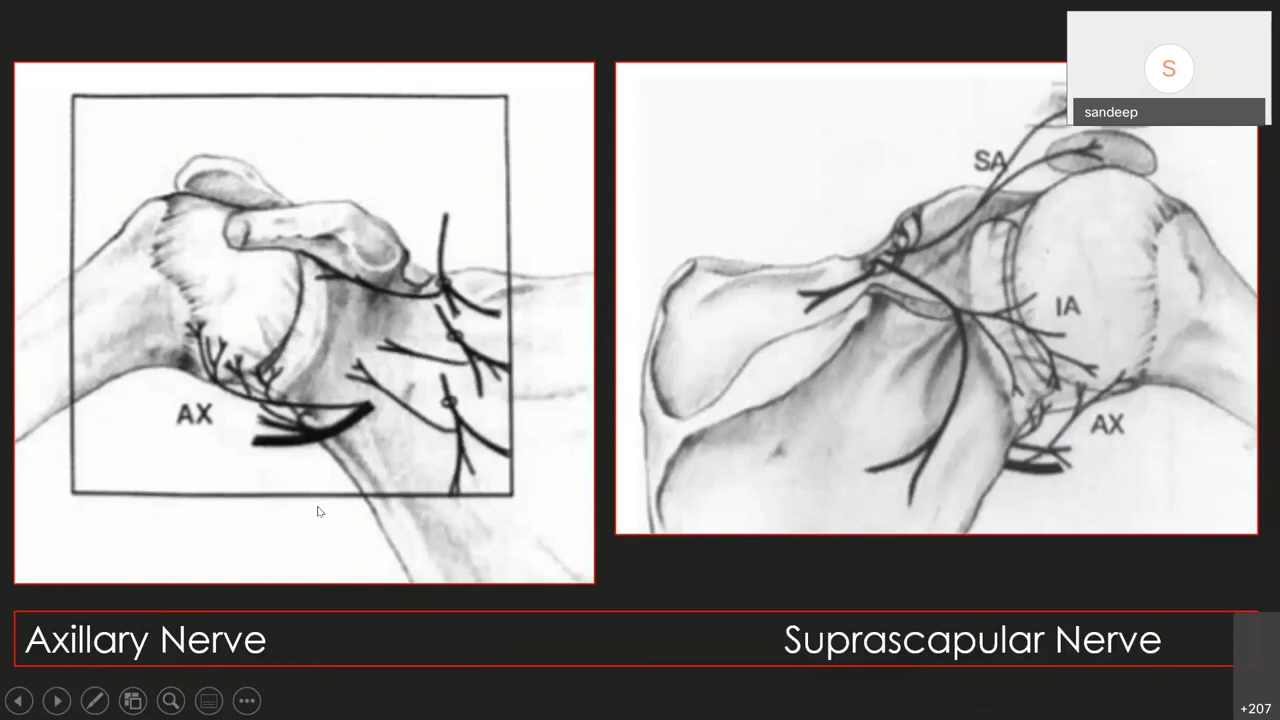 S
sandeep
SA
IA
AX
AX
Axillary Nerve
Suprascapular Nerve
+207